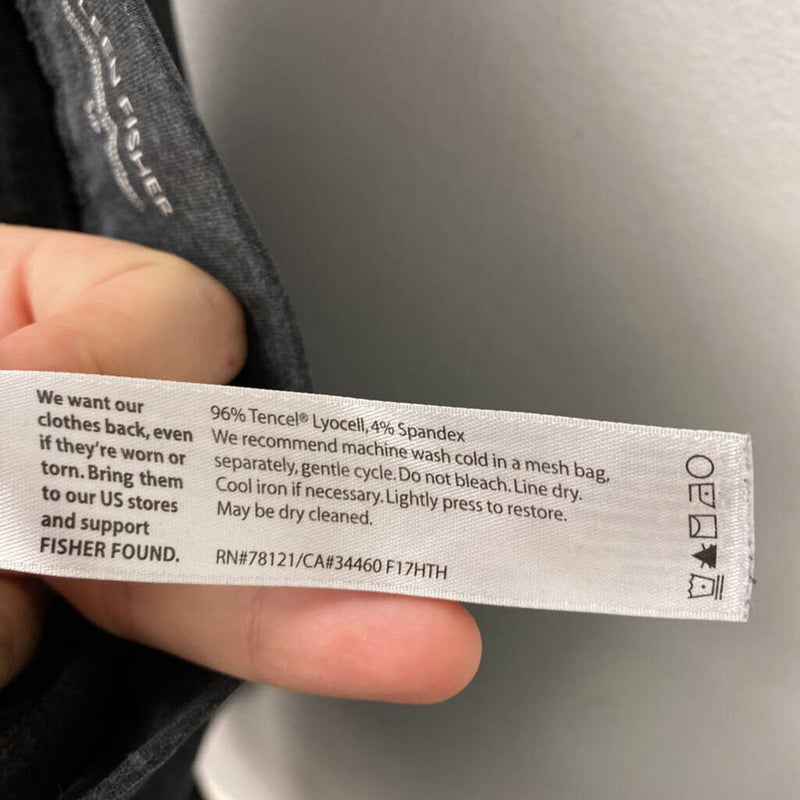 LLEN FISHER
We want our
clothes back, even
if they're worn or
torn. Bring them
to our US stores
and support
FISHER FOUND.
96% Tencel® Lyocell, 4% Spandex
We recommend machine wash cold in a mesh bag,
separately, gentle cycle. Do not bleach. Line dry.
Cool iron if necessary. Lightly press to restore.
May be dry cleaned.
RN#78121/CA#34460 F17HTH